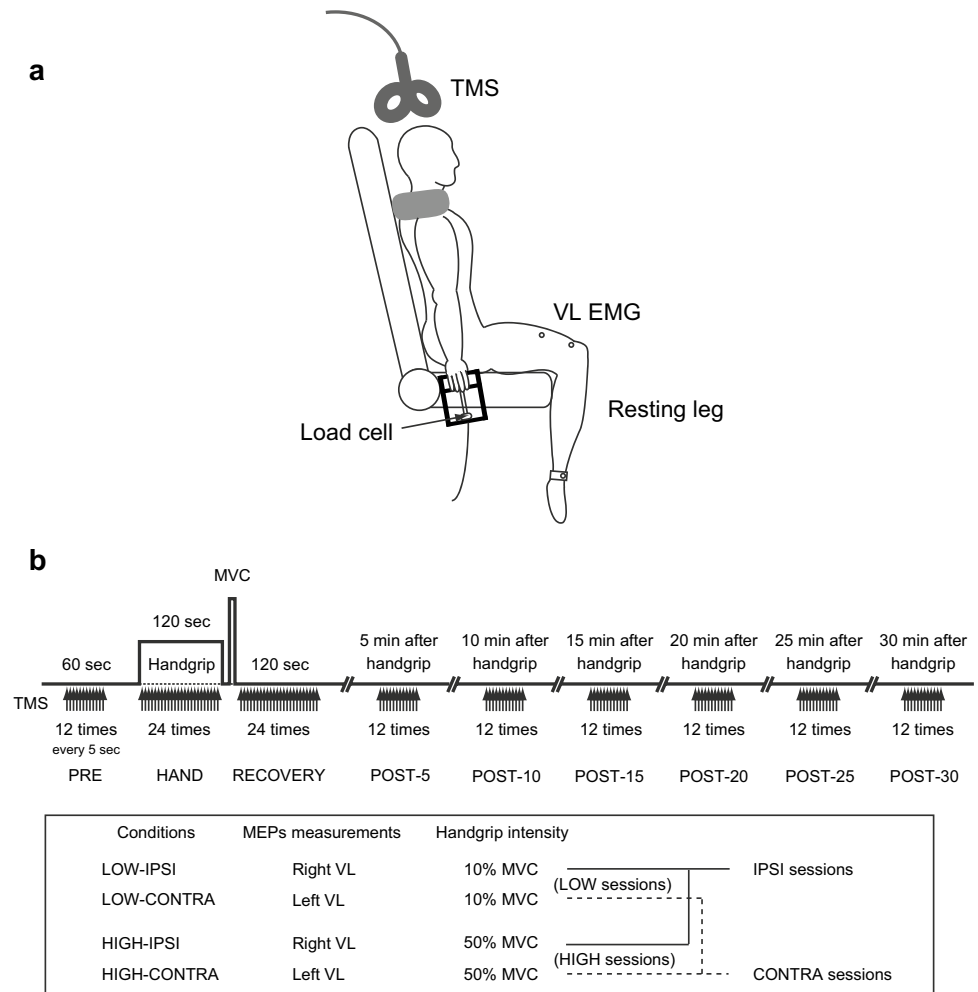 a
TMS
VL EMG
Resting leg
Load cell
b
MVC
120 sec
60 sec
Handgrip
120 sec
5 min after
handgrip
10 min after
handgrip
15 min after
handgrip
20 min after
handgrip
25 min after
handgrip
30 min after
handgrip
TMS
12 times
every 5 sec
24 times
24 times
12 times
12 times
12 times
12 times
12 times
12 times
PRE
HAND
RECOVERY
POST-5
POST-10
POST-15
POST-20
POST-25
POST-30
Conditions MEPs measurements Handgrip intensity
LOW-IPSI Right VL 10% MVC IPSI sessions
(LOW sessions)
LOW-CONTRA Left VL 10% MVC
HIGH-IPSI Right VL 50% MVC
(HIGH sessions)
HIGH-CONTRA Left VL 50% MVC CONTRA sessions